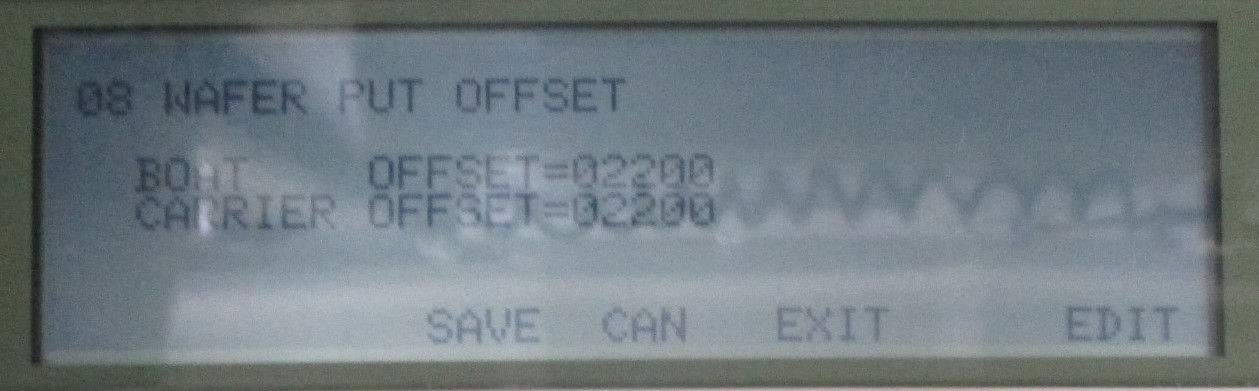 08 WAFER PUT OFFSET
BOAT OFFSET=02200
CARRIER OFFSET=02200
SAVE CAN EXIT EDIT